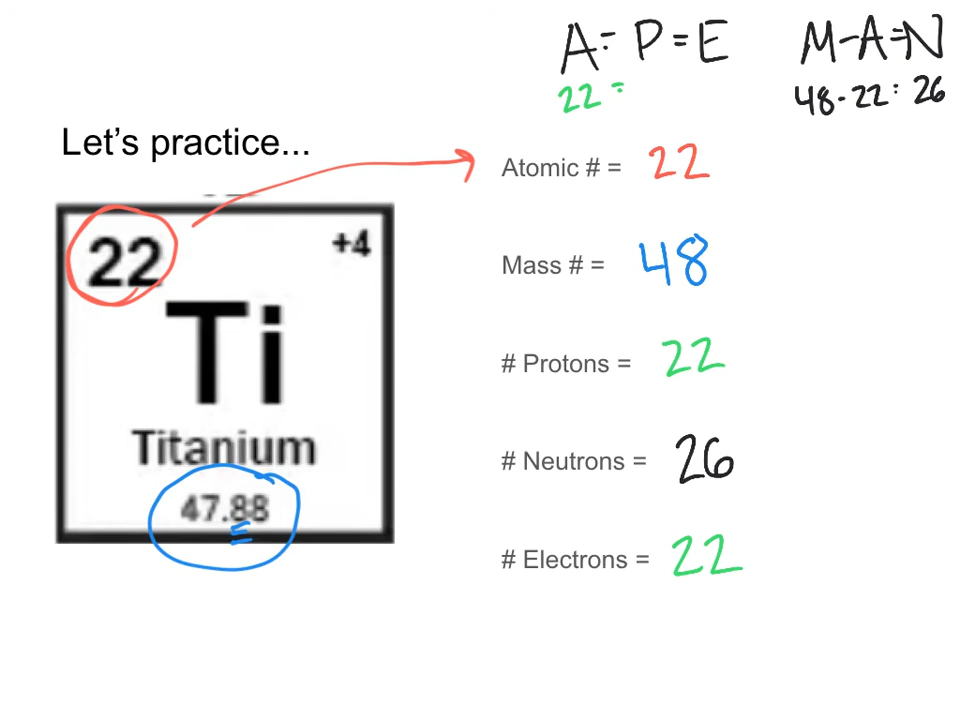 A = P = E
M-A=N
22 =
48-22 = 26
Let's practice...
Atomic # = 22
22
+4
Ti
Titanium
47.88
Mass # = 48
# Protons = 22
# Neutrons = 26
# Electrons = 22